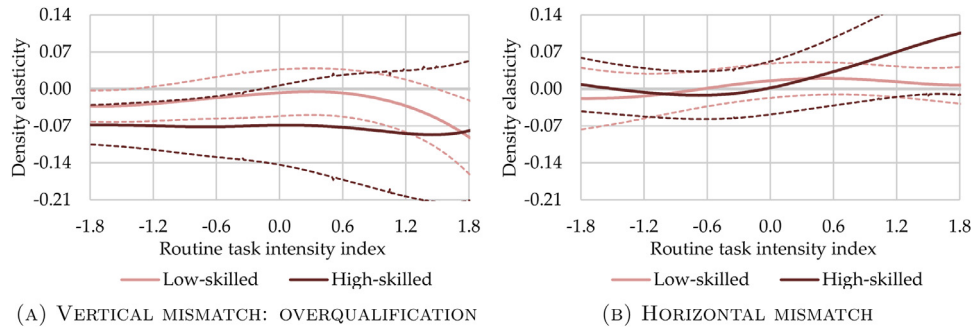 0.14
0.07
0.00
-0.07
-0.14
-0.21
Density elasticity
-1.8 -1.2 -0.6 0.0 0.6 1.2 1.8
Routine task intensity index
Low-skilled High-skilled
(A) VERTICAL MISMATCH: OVERQUALIFICATION
0.14
0.07
0.00
-0.07
-0.14
-0.21
Density elasticity
-1.8 -1.2 -0.6 0.0 0.6 1.2 1.8
Routine task intensity index
Low-skilled High-skilled
(B) HORIZONTAL MISMATCH